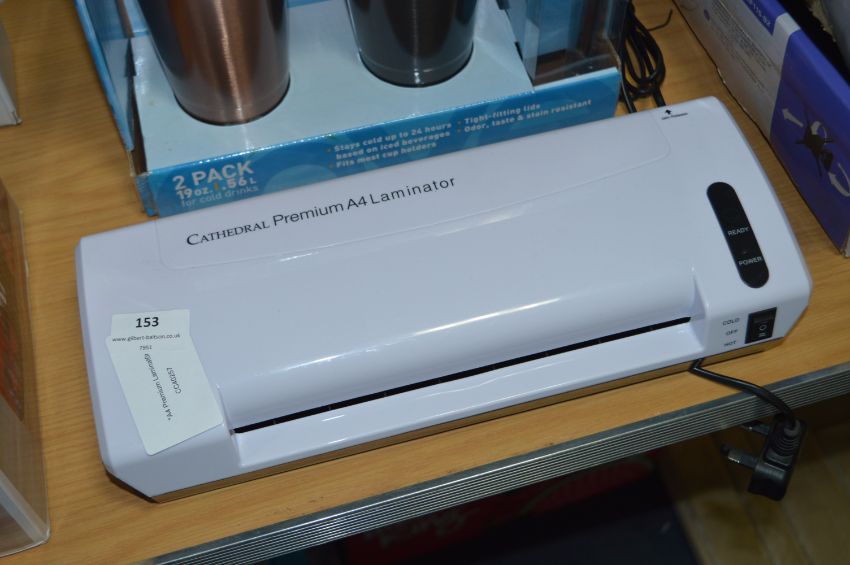 Stays cold up to 24 hours
based on iced beverages
Fits most cup holders
Tight-fitting lids
Odor, taste & stain resistant
2 PACK
19oz
.56L
for cold drinks
CATHEDRAL Premium A4 Laminator
READY
POWER
COLD
OFF
HOT
153
www.gilbert-baitson.co.uk
7951
*A4 Premium Laminator